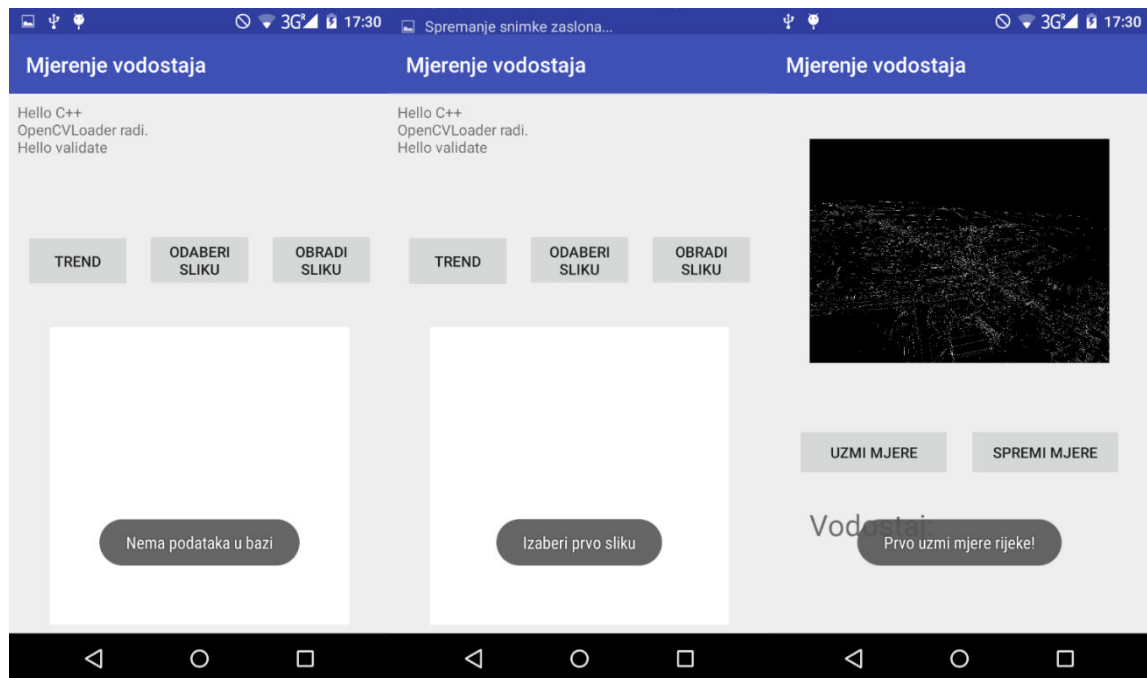 3G R 17:30
Mjerenje vodostaja
Hello C++
OpenCVLoader radi.
Hello validate
TREND
ODABERI
SLIKU
OBRADI
SLIKU
Nema podataka u bazi
Spremanje snimke zaslona...
Mjerenje vodostaja
Hello C++
OpenCVLoader radi.
Hello validate
TREND
ODABERI
SLIKU
OBRADI
SLIKU
Izaberi prvo sliku
3G R 17:30
Mjerenje vodostaja
UZMI MJERE
SPREMI MJERE
Vodostaj:
Prvo uzmi mjere rijeke!